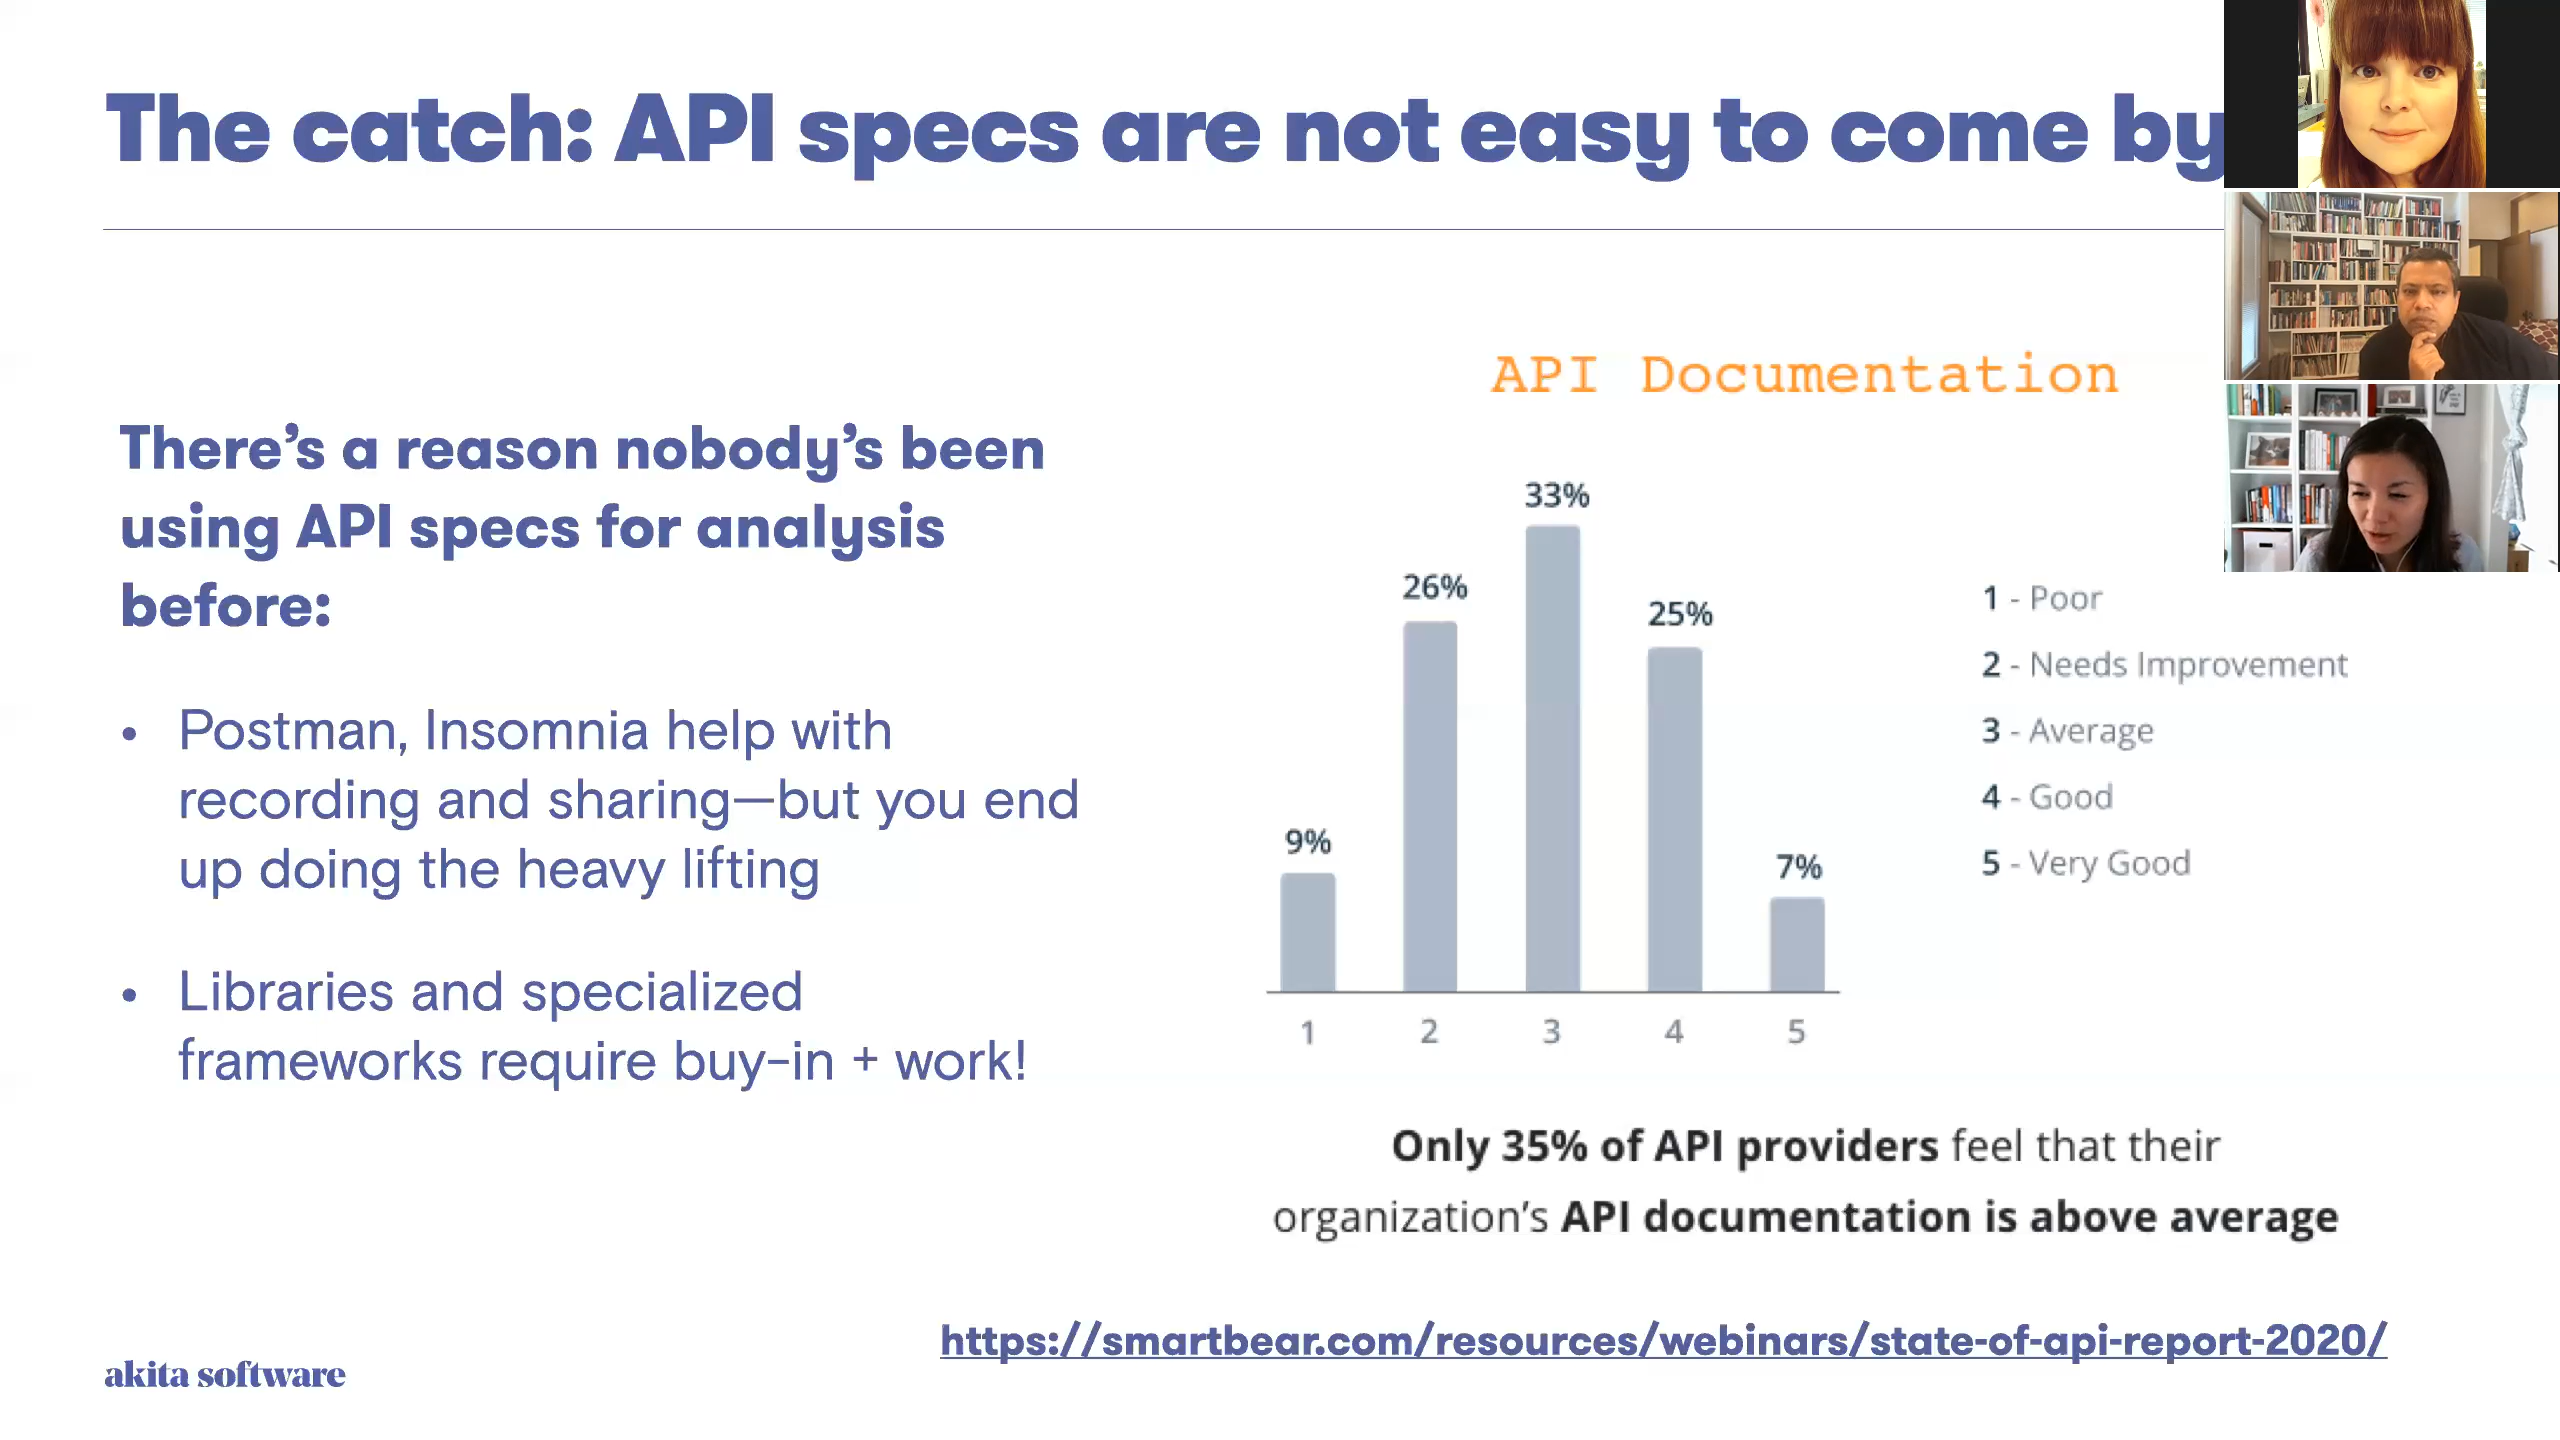 The catch: API specs are not easy to come by
There’s a reason nobody’s been
using API specs for analysis
before:
• Postman, Insomnia help with
recording and sharing—but you end
up doing the heavy lifting
• Libraries and specialized
frameworks require buy-in + work!
API Documentation
9%
26%
33%
25%
7%
1
2
3
4
5
1 - Poor
2 - Needs Improvement
3 - Average
4 - Good
5 - Very Good
Only 35% of API providers feel that their
organization’s API documentation is above average
https://smartbear.com/resources/webinars/state-of-api-report-2020/
akita software